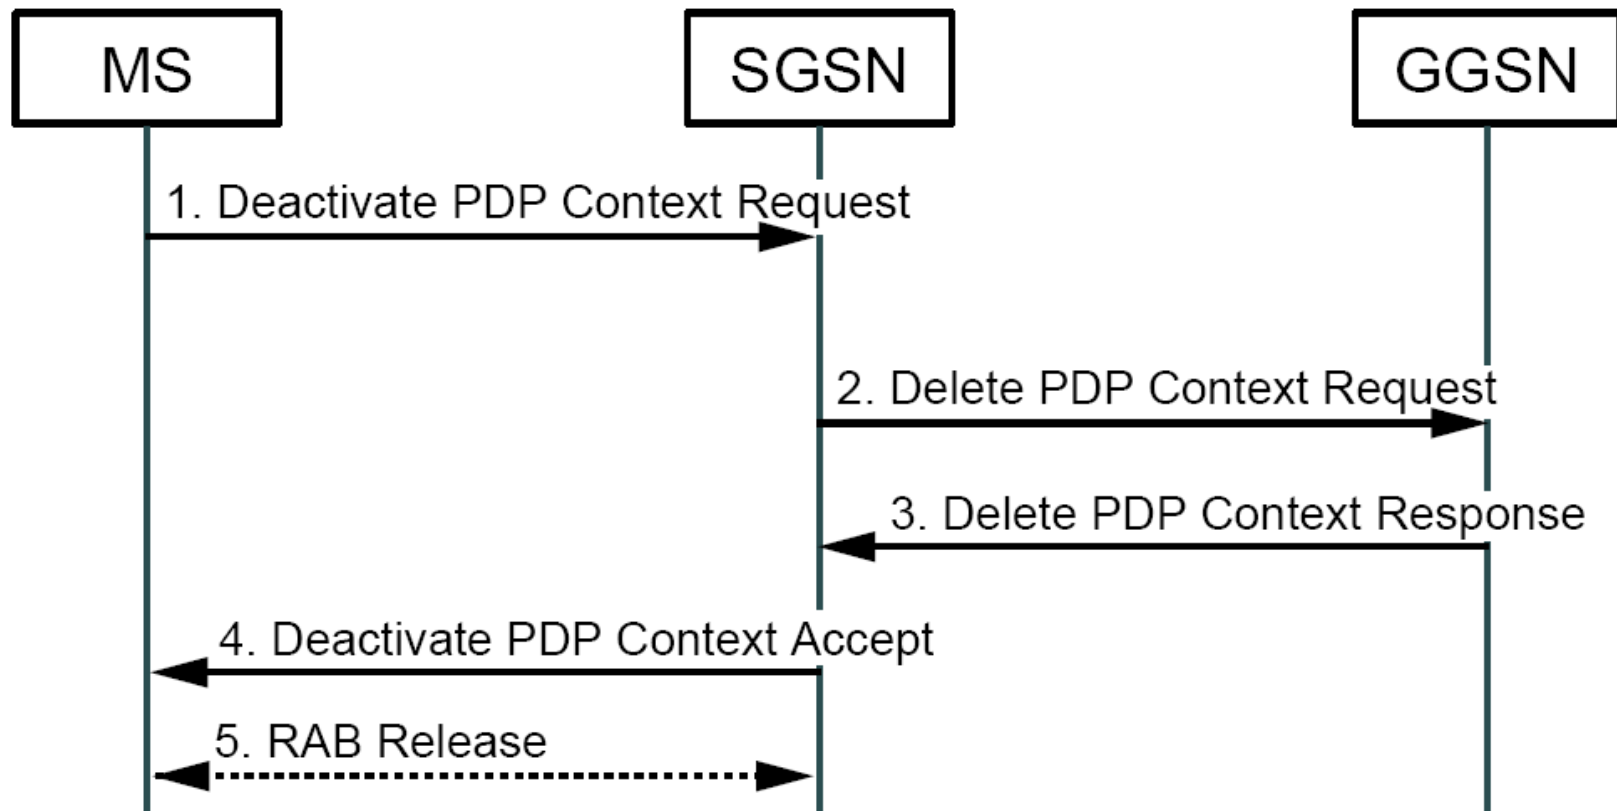 MS
SGSN
GGSN
1. Deactivate PDP Context Request
2. Delete PDP Context Request
3. Delete PDP Context Response
4. Deactivate PDP Context Accept
5. RAB Release